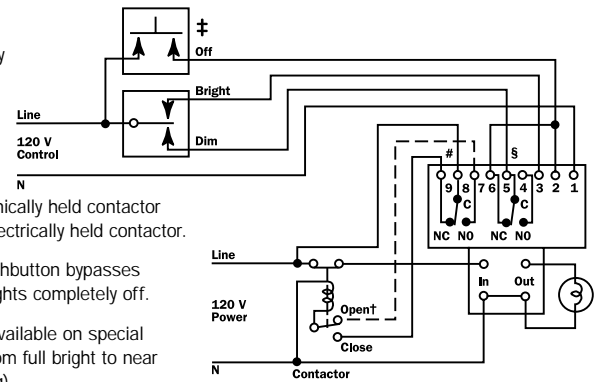 ‡
y
Off
Bright
Line
120 V
Control
Dim
N
# §
9 8 7 6 5 4 3 2 1
C C
NC NO NC NO
nically held contactor
ectrically held contactor.
hbutton bypasses
ghts completely off.
vailable on special
om full bright to near
g)
Line
In Out
120 V
Power
Open†
Close
N
Contactor